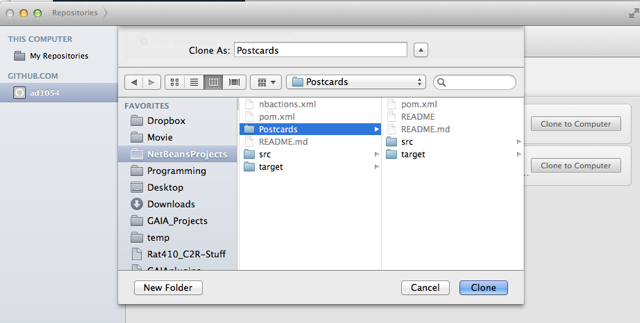 Repositories
THIS COMPUTER
My Repositories
GITHUB.COM
ad1054
Clone As: Postcards
Postcards
FAVORITES
Dropbox
Movie
NetBeansProjects
Programming
Desktop
Downloads
GAIA_Projects
temp
Rat410_C2R-Stuff
nbactions.xml
pom.xml
Postcards
README.md
src
target
pom.xml
README
README.md
src
target
Clone to Computer
Clone to Computer
New Folder
Cancel
Clone